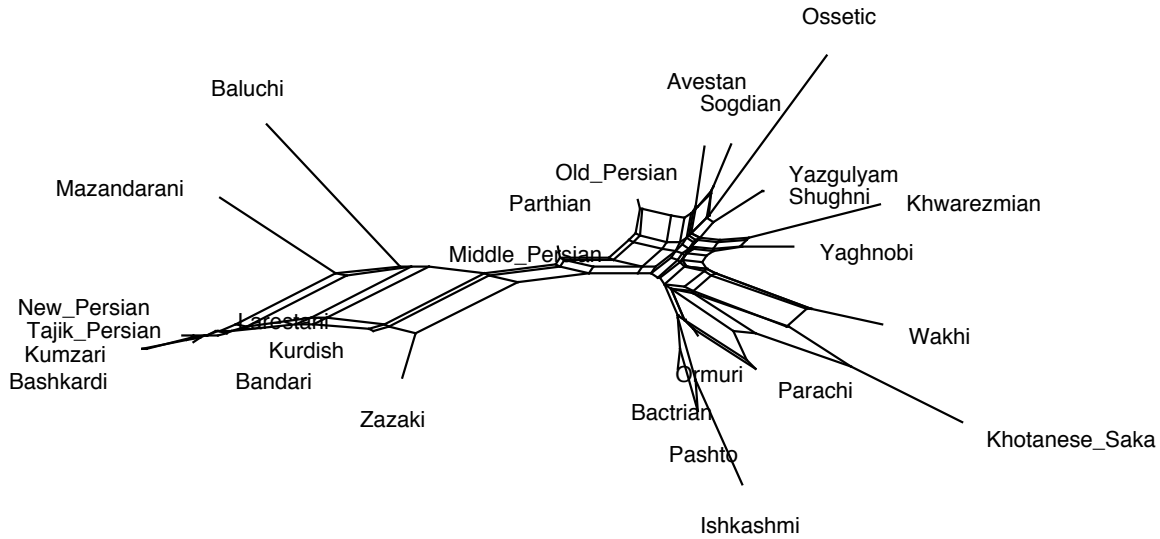 Ossetic
Avestan
Baluchi
Sogdian
Old_Persian
Yazgulyam
Mazandarani
Shughni
Parthian
Khwarezmian
Middle_Persian
Yaghnobi
New_Persian
Larestani
Tajik_Persian
Wakhi
Kumzari
Kurdish
Bashkardi
Bandari
Ormuri
Parachi
Zazaki
Bactrian
Khotanese_Saka
Pashto
Ishkashmi